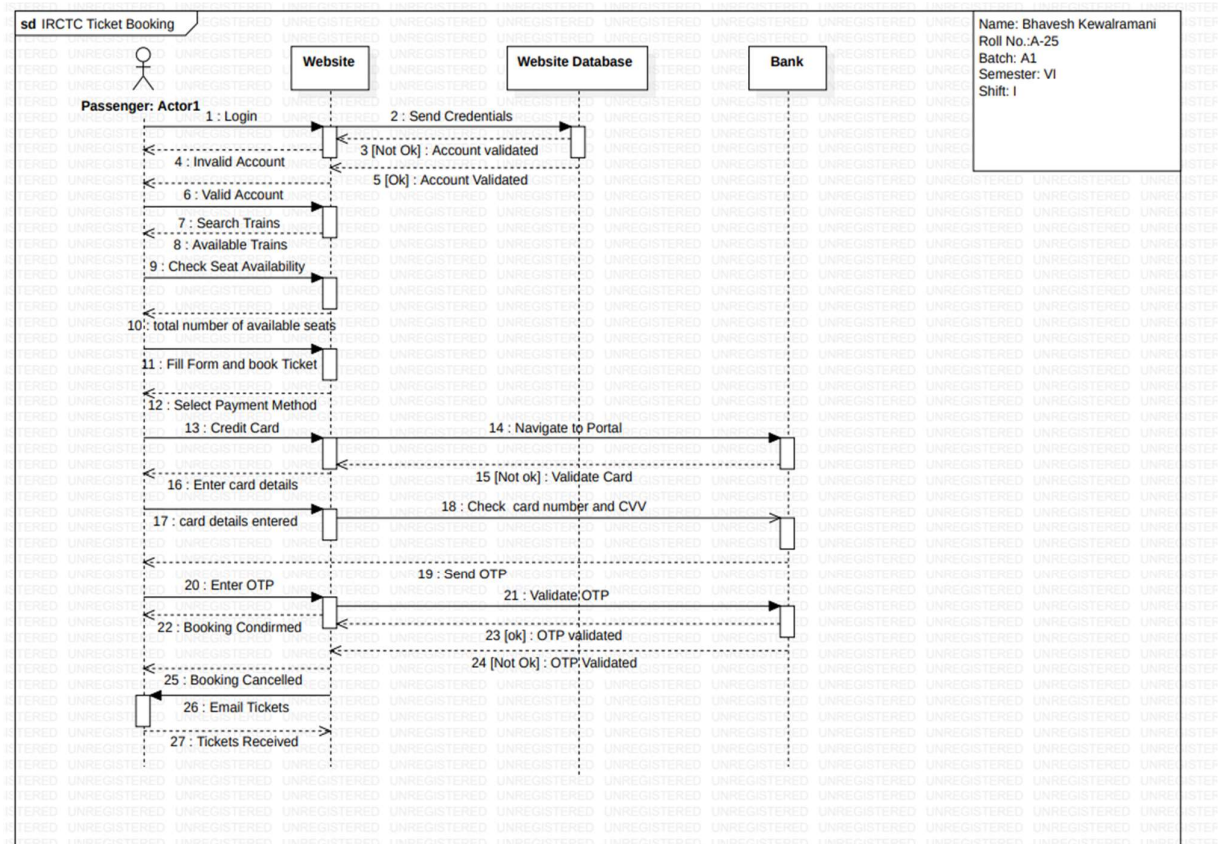 sd IRCTC Ticket Booking
Name: Bhavesh Kewalramani
Roll No.:A-25
Batch: A1
Semester: VI
Shift: I
Website
Website Database
Bank
Passenger: Actor1
1 : Login
2 : Send Credentials
3 [Not Ok] : Account validated
4 : Invalid Account
5 [Ok] : Account Validated
6 : Valid Account
7 : Search Trains
8 : Available Trains
9 : Check Seat Availability
10 : total number of available seats
11 : Fill Form and book Ticket
12 : Select Payment Method
13 : Credit Card
14 : Navigate to Portal
15 [Not ok] : Validate Card
16 : Enter card details
17 : card details entered
18 : Check  card number and CVV
19 : Send OTP
20 : Enter OTP
21 : Validate OTP
22 : Booking Condirmed
23 [ok] : OTP validated
24 [Not Ok] : OTP Validated
25 : Booking Cancelled
26 : Email Tickets
27 : Tickets Received
UNREGISTERED